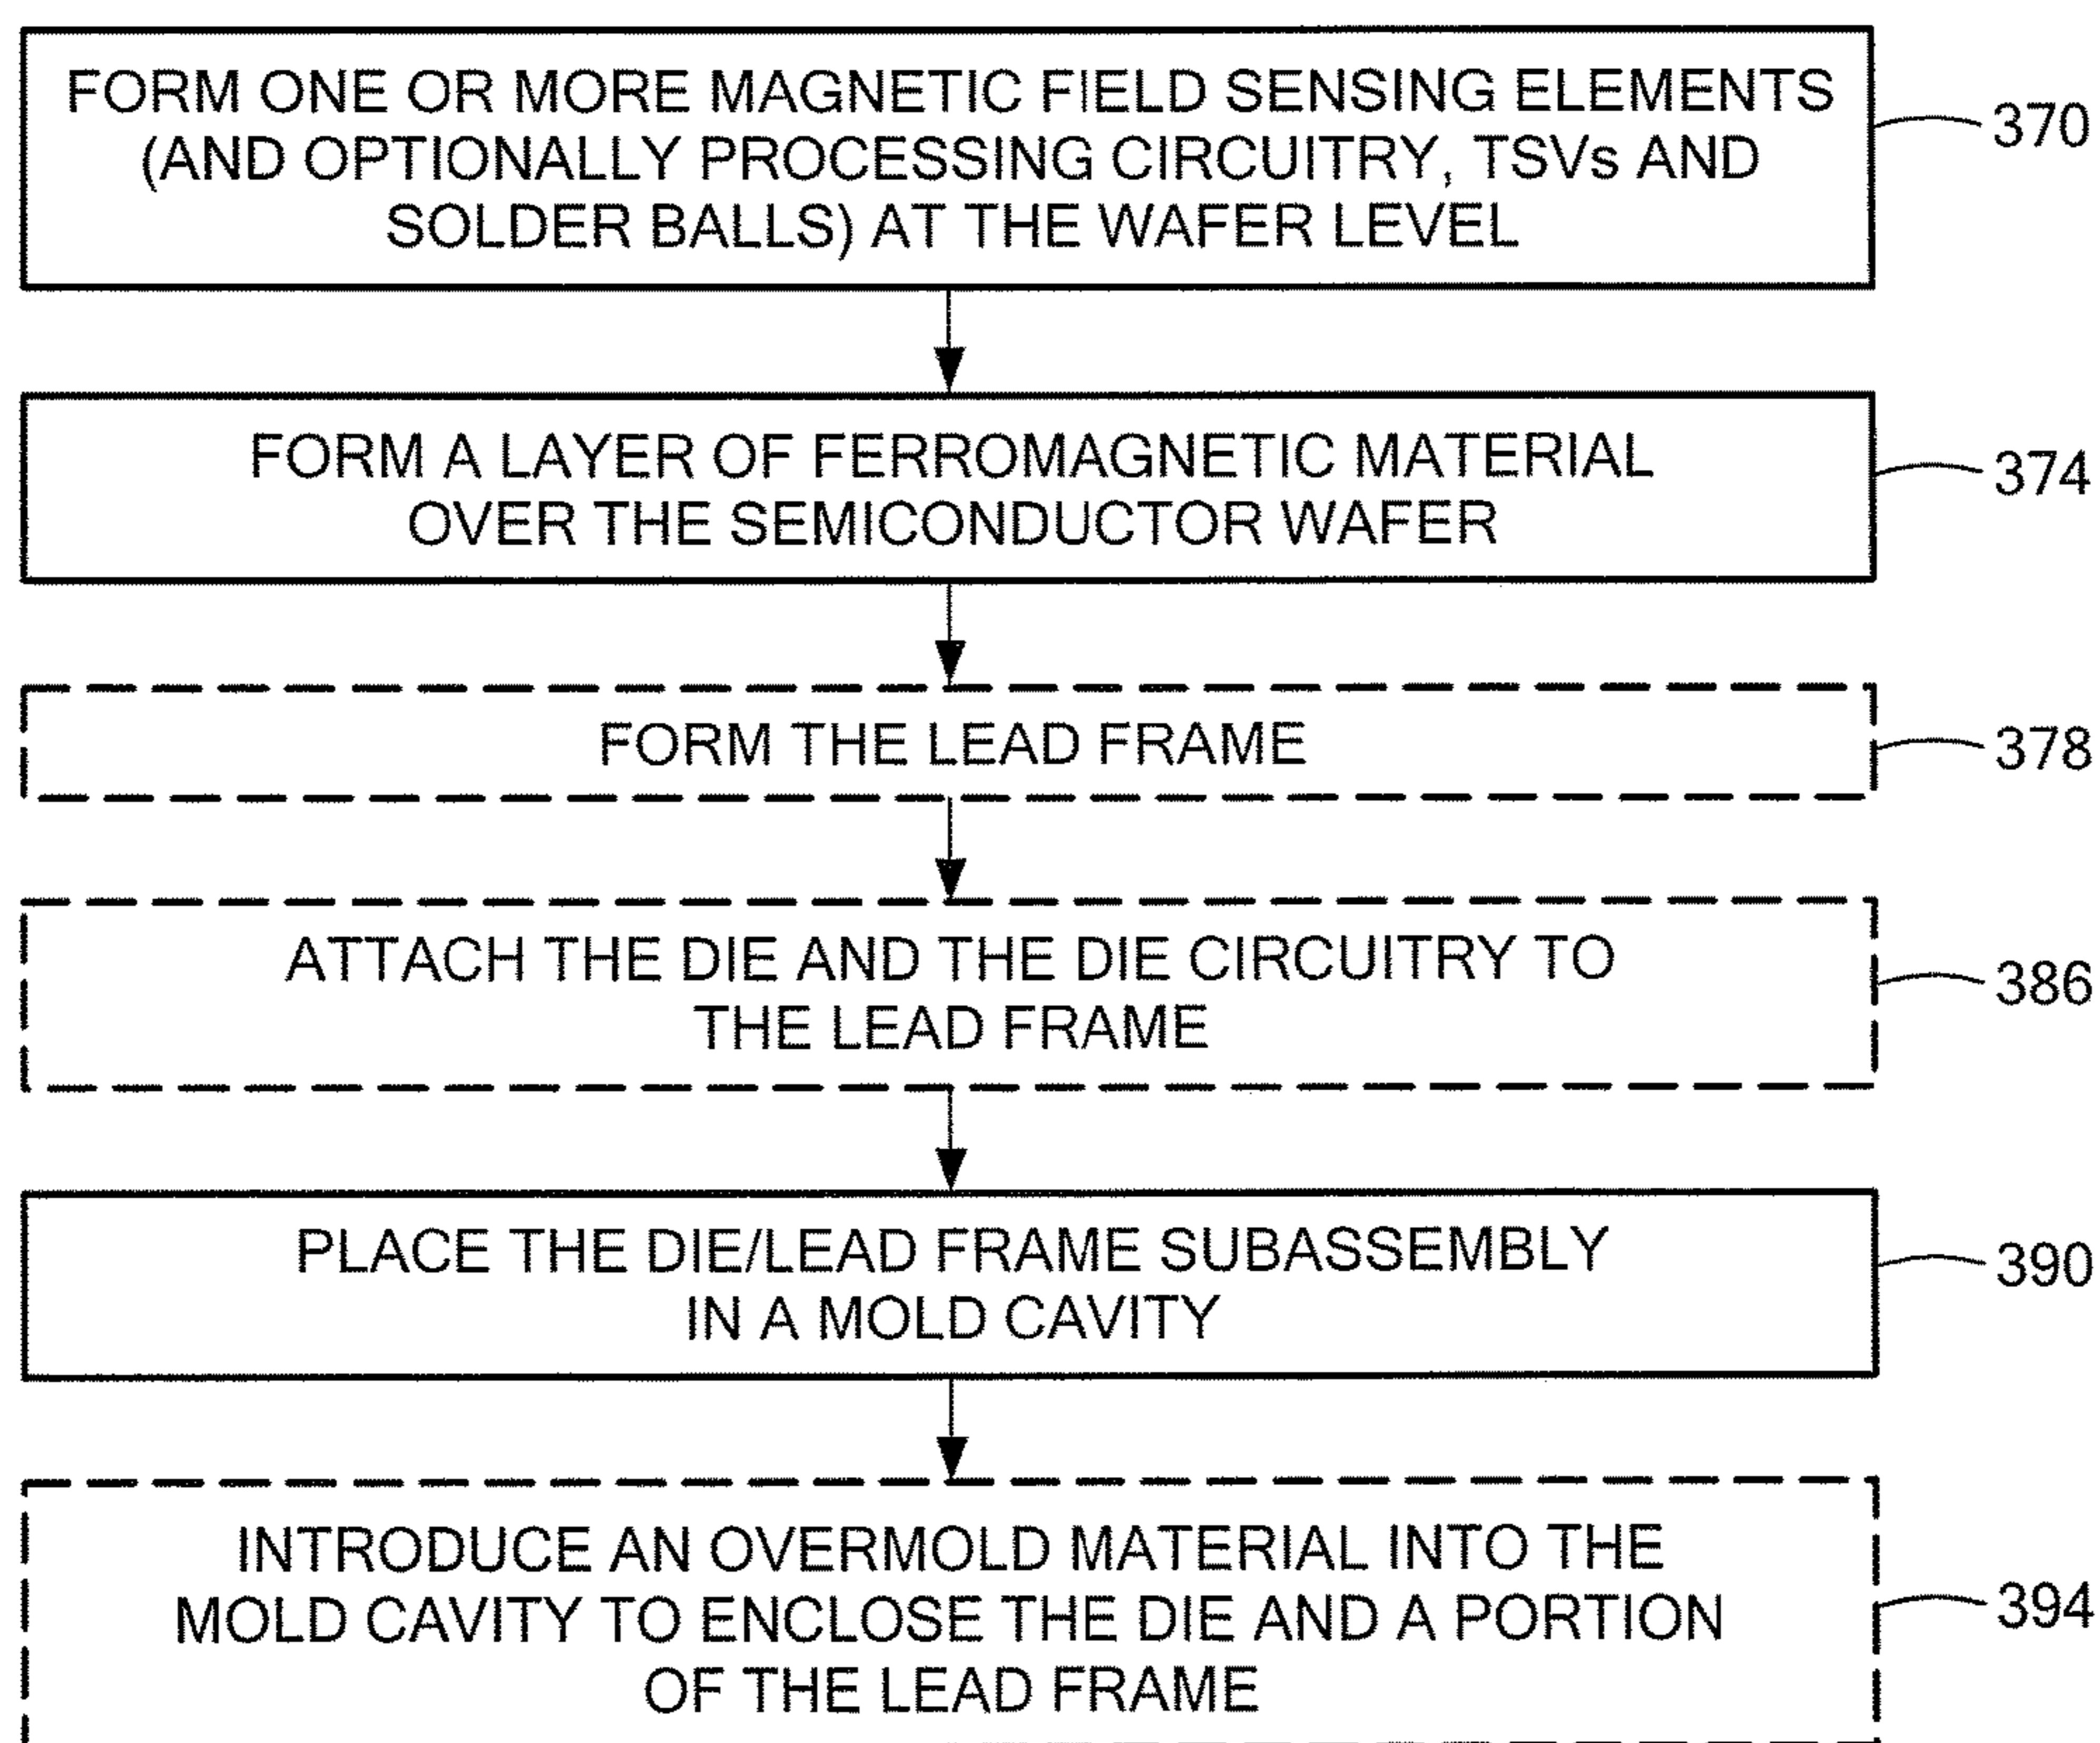 FORM ONE OR MORE MAGNETIC FIELD SENSING ELEMENTS
(AND OPTIONALLY PROCESSING CIRCUITRY, TSVs AND
SOLDER BALLS) AT THE WAFER LEVEL
370
FORM A LAYER OF FERROMAGNETIC MATERIAL
OVER THE SEMICONDUCTOR WAFER
374
FORM THE LEAD FRAME
378
ATTACH THE DIE AND THE DIE CIRCUITRY TO
THE LEAD FRAME
386
PLACE THE DIE/LEAD FRAME SUBASSEMBLY
IN A MOLD CAVITY
390
INTRODUCE AN OVERMOLD MATERIAL INTO THE
MOLD CAVITY TO ENCLOSE THE DIE AND A PORTION
OF THE LEAD FRAME
394